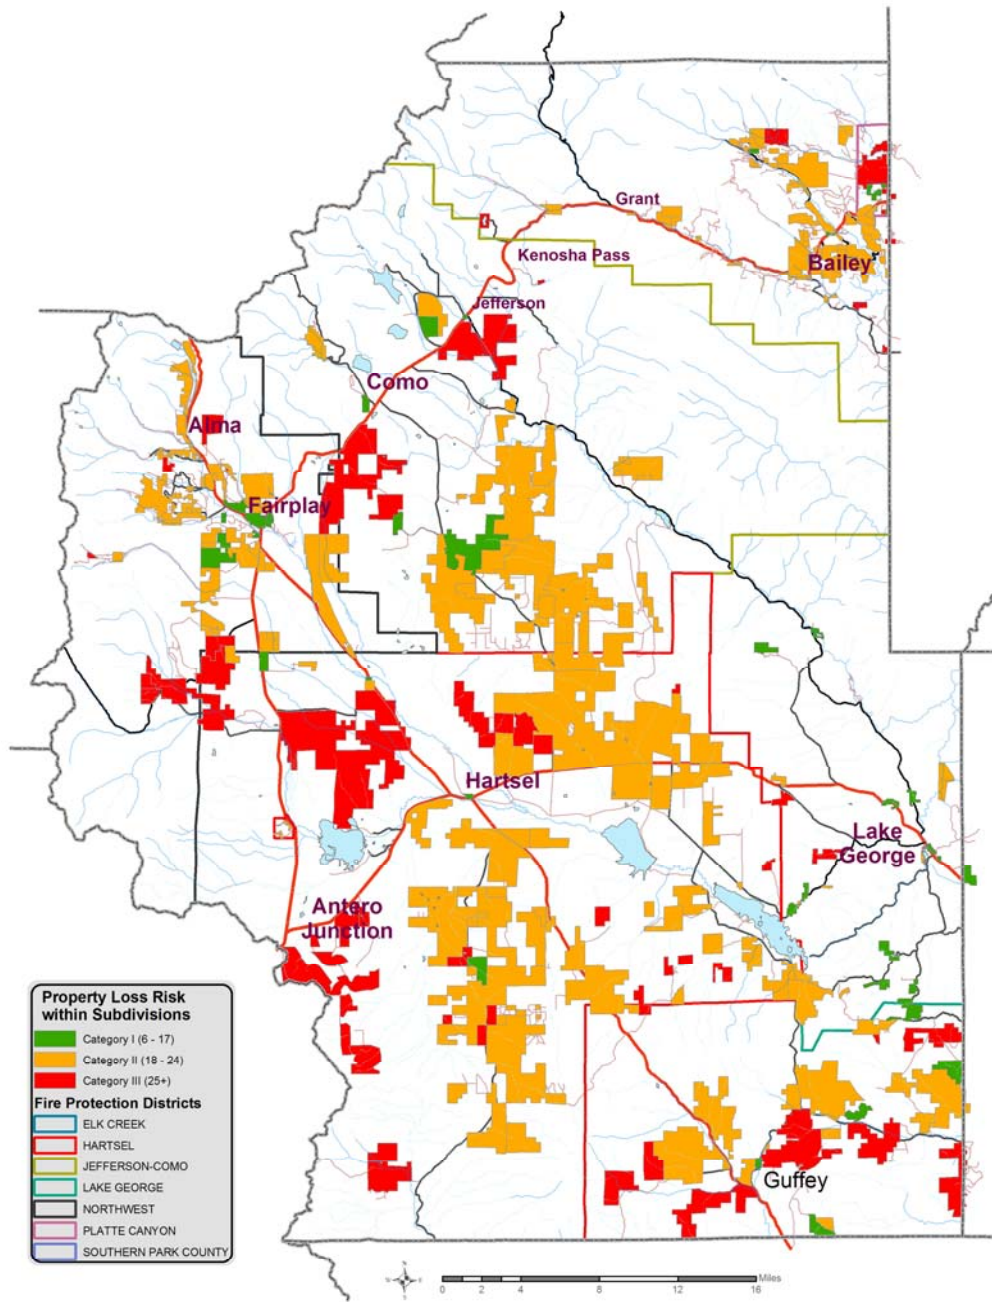 Grant
Kenosha Pass
Bailey
Jefferson
Como
Alma
Fairplay
Hartsel
Lake
George
Antero
Junction
Guffey
Property Loss Risk
within Subdivisions
Category I (6 - 17)
Category II (18 - 24)
Category III (25+)
Fire Protection Districts
ELK CREEK
HARTSEL
JEFFERSON-COMO
LAKE GEORGE
NORTHWEST
PLATTE CANYON
SOUTHERN PARK COUNTY
N
W E
S
Miles
0 2 4 8 12 16